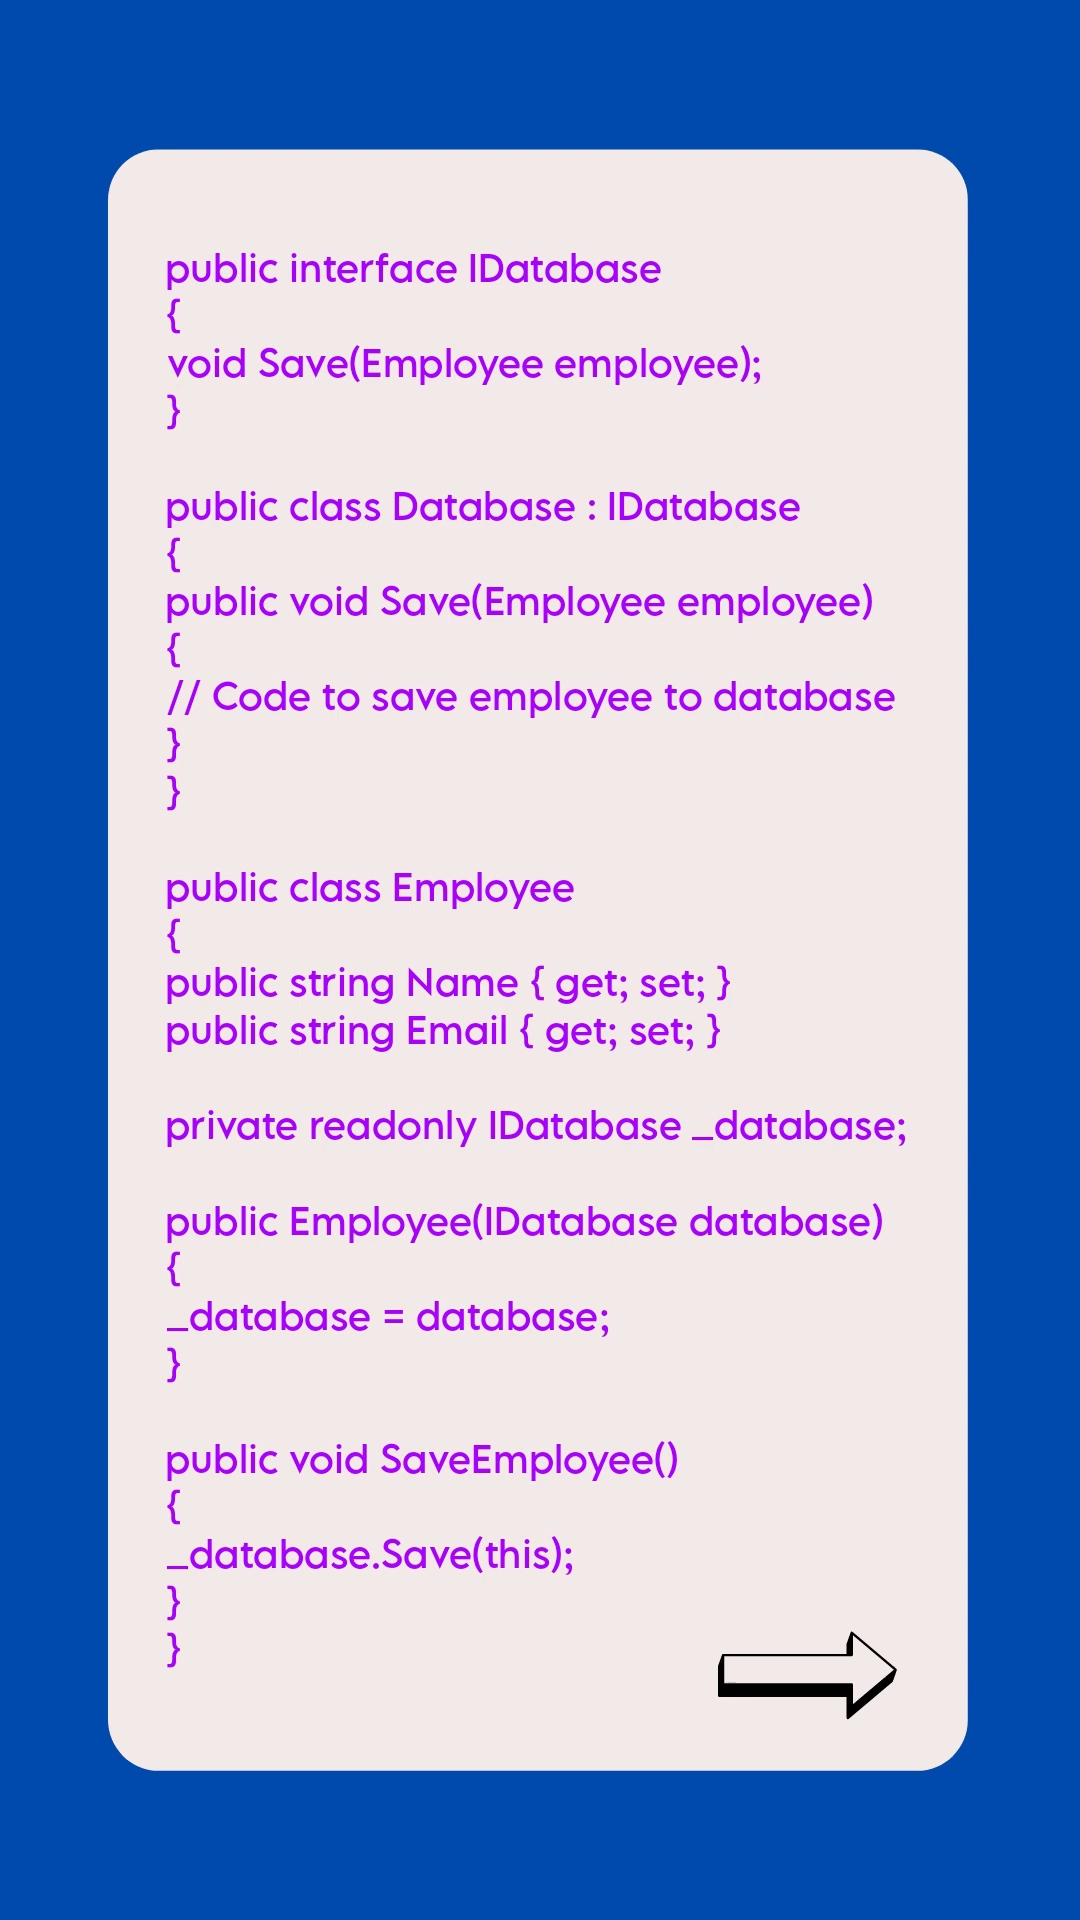 public interface IDatabase
{
void Save(Employee employee);
}

public class Database : IDatabase
{
public void Save(Employee employee)
{
// Code to save employee to database
}
}

public class Employee
{
public string Name { get; set; }
public string Email { get; set; }

private readonly IDatabase _database;

public Employee(IDatabase database)
{
_database = database;
}

public void SaveEmployee()
{
_database.Save(this);
}
}